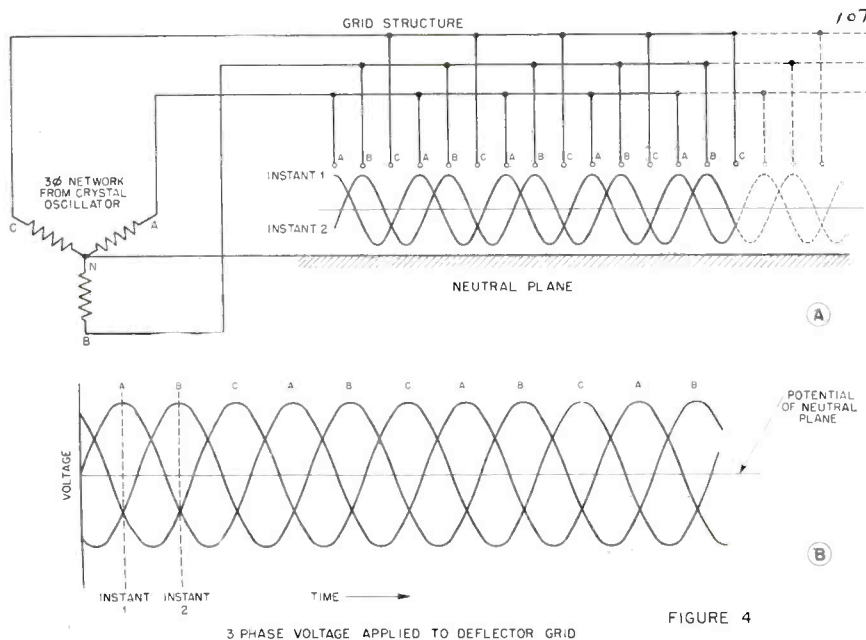 GRID STRUCTURE
107
A B C A B C A B C A B C A B C
INSTANT 1
3Ø NETWORK
FROM CRYSTAL
OSCILLATOR
C
A
INSTANT 2
N
NEUTRAL PLANE
B
A
A B C A B C A B C A B
POTENTIAL
OF NEUTRAL
PLANE
VOLTAGE
B
INSTANT
1
INSTANT
2
TIME
FIGURE 4
3 PHASE VOLTAGE APPLIED TO DEFLECTOR GRID